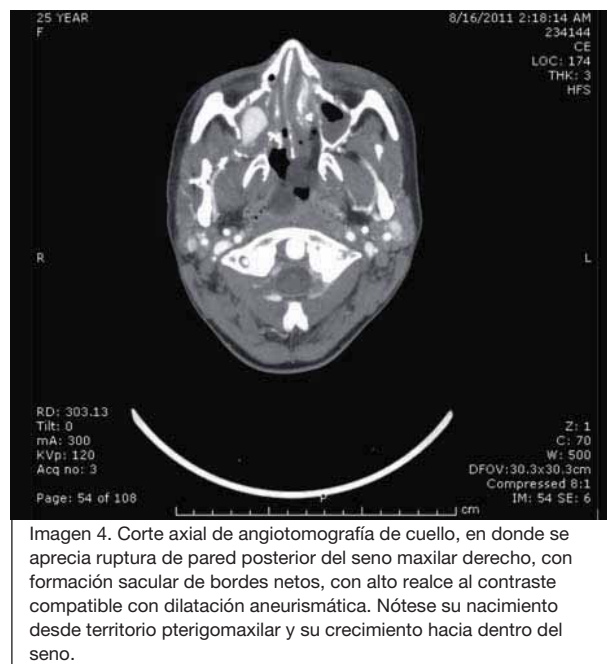 25 YEAR
F
8/16/2011 2:18:14 AM
234144
CE
LOC: 174
THK: 3
HFS
R
L
RD: 303.13
Tilt: 0
mA: 300
KVp: 120
Acq no: 3
Page: 54 of 108
Z: 1
C: 70
W: 500
DFOV:30.3x30.3cm
Compressed 8:1
IM: 54 SE: 6
P
cm
Imagen 4. Corte axial de angiotomografía de cuello, en donde se
aprecia ruptura de pared posterior del seno maxilar derecho, con
formación sacular de bordes netos, con alto realce al contraste
compatible con dilatación aneurismática. Nótese su nacimiento
desde territorio pterigomaxilar y su crecimiento hacia dentro del
seno.